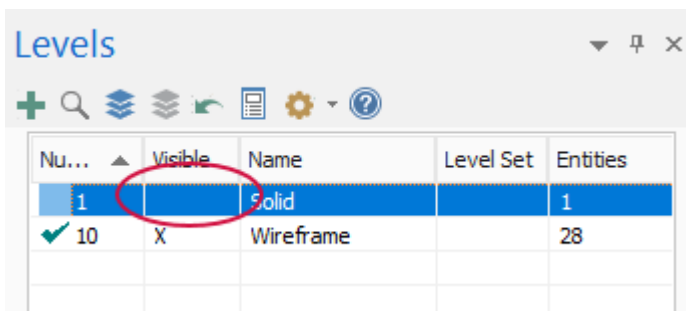 Levels
Nu... Visible Name Level Set Entities
1 Solid 1
10 X Wireframe 28